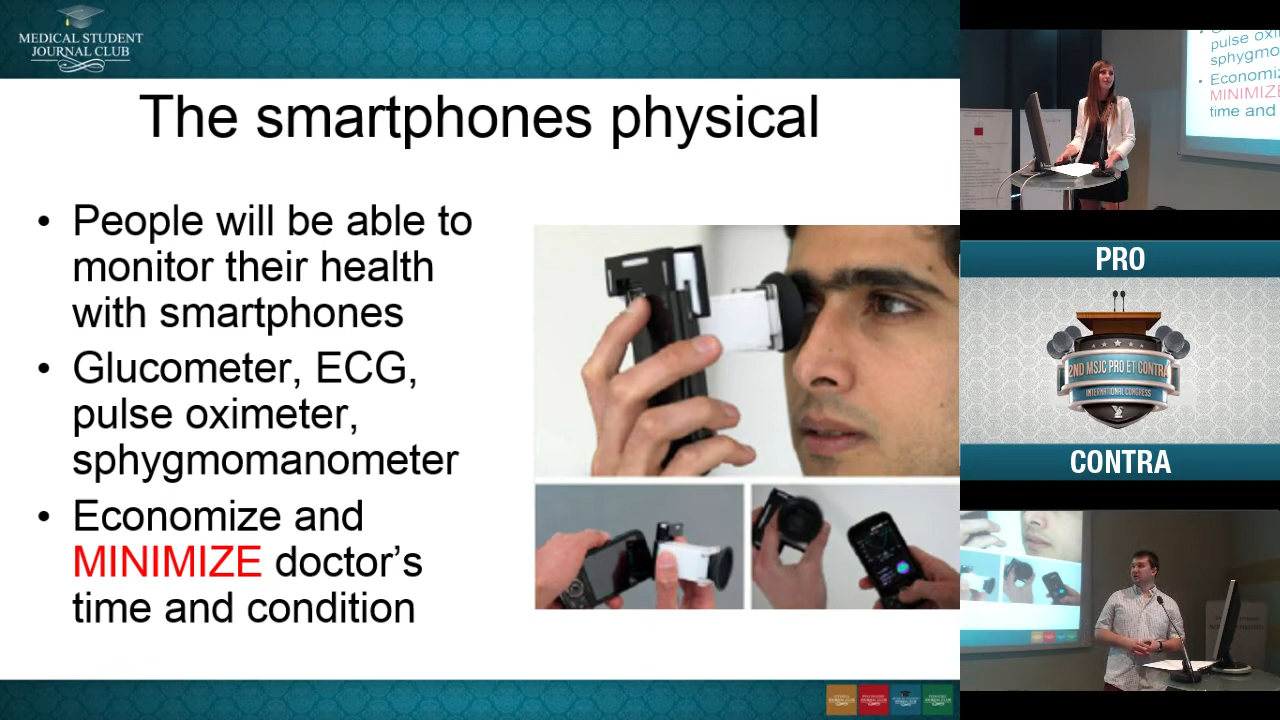 MEDICAL STUDENT
JOURNAL CLUB
The smartphones physical
• People will be able to
monitor their health
with smartphones
• Glucometer, ECG,
pulse oximeter,
sphygmomanometer
• Economize and
MINIMIZE doctor’s
time and condition
pulse oxi
sphygmo
• Economiz
MINIMIZE
time and
PRO
2ND MSJC PRO ET CONTRA
INTERNATIONAL CONGRESS
CONTRA